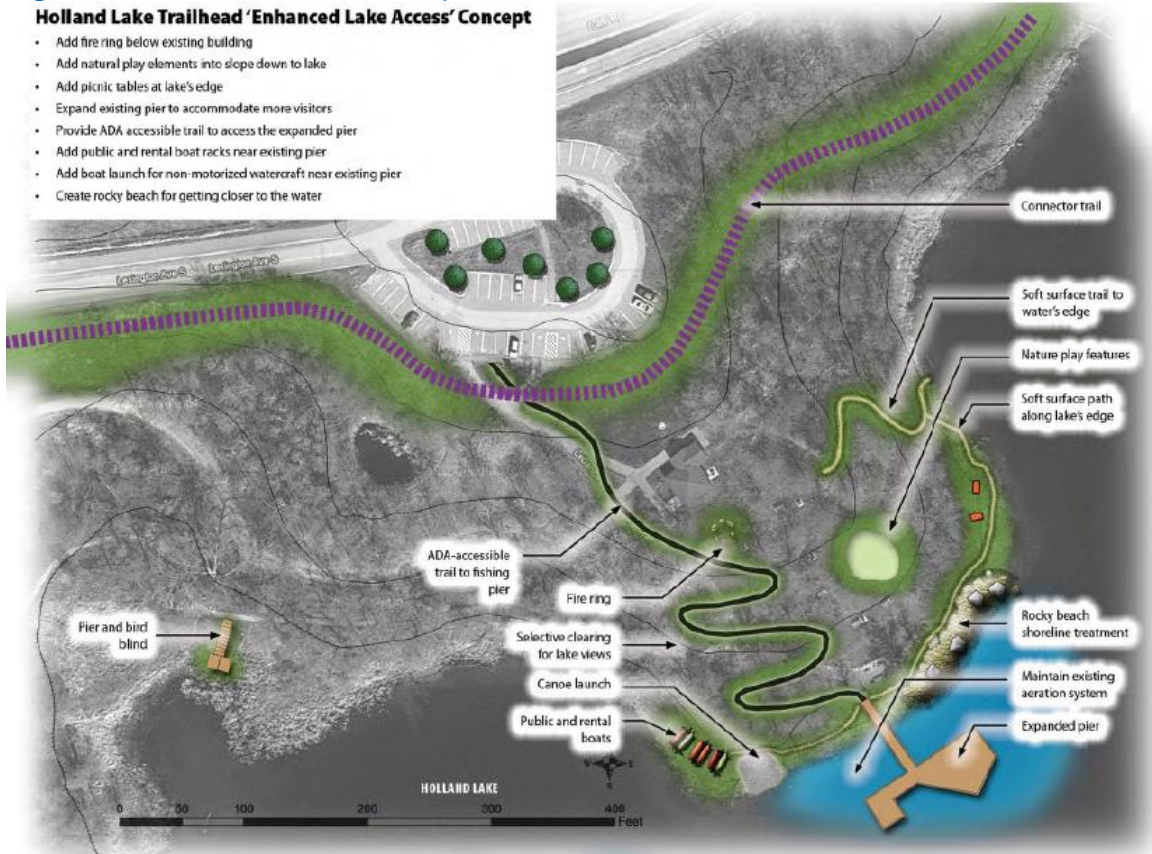 Holland Lake Trailhead ‘Enhanced Lake Access’ Concept
• Add fire ring below existing building
• Add natural play elements into slope down to lake
• Add picnic tables at lake's edge
• Expand existing pier to accommodate more visitors
• Provide ADA accessible trail to access the expanded pier
• Add public and rental boat racks near existing pier
• Add boat launch for non-motorized watercraft near existing pier
• Create rocky beach for getting closer to the water
Lexington Ave S
Lexington Ave S
Connector trail
Soft surface trail to
water's edge
Nature play features
Soft surface path
along lake's edge
ADA-accessible
trail to fishing
pier
Fire ring
Pier and bird
blind
Selective clearing
for lake views
Canoe launch
Public and rental
boats
Rocky beach
shoreline treatment
Maintain existing
aeration system
Expanded pier
HOLLAND LAKE
0 50 100 200 300 400
Feet